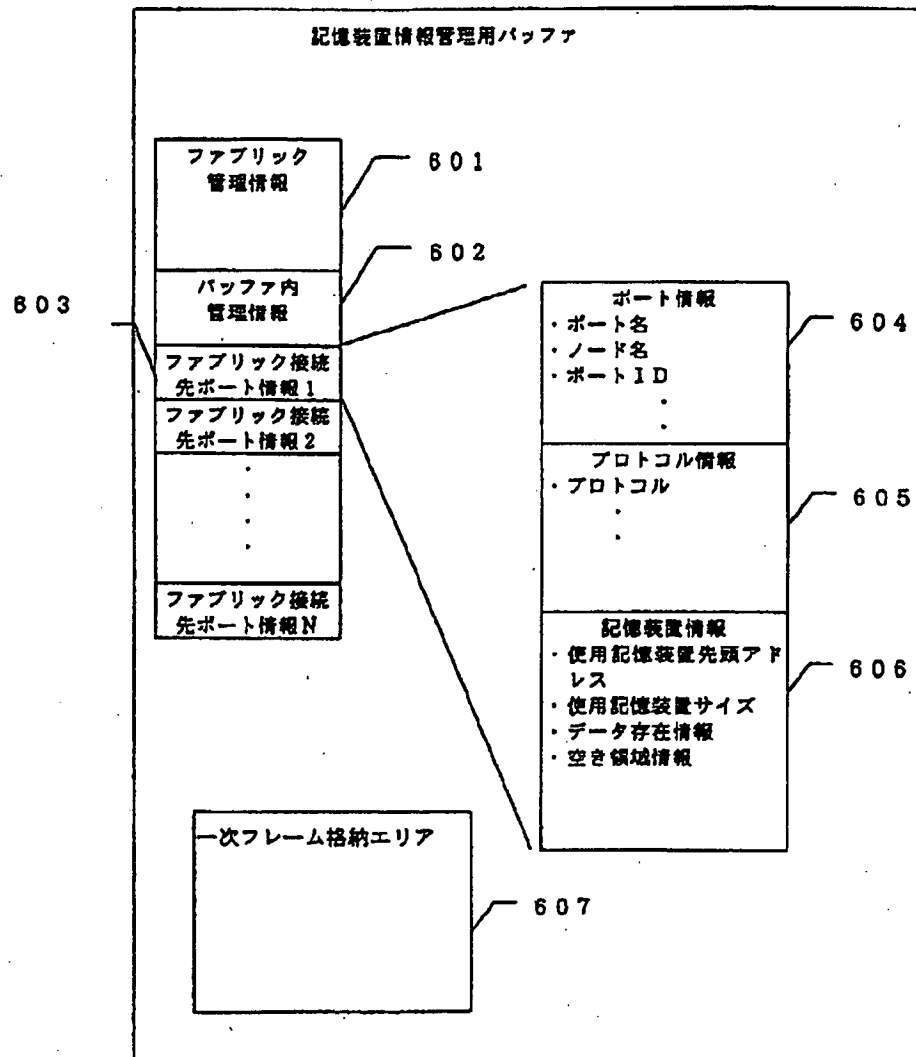 記憶装置情報管理用バッファ
ファブリック
管理情報
601
バッファ内
管理情報
602
603
ファブリック接続
先ポート情報1
ファブリック接続
先ポート情報2
・
・
・
・
ファブリック接続
先ポート情報N
ポート情報
・ポート名
・ノード名
・ポートID
・
・
604
プロトコル情報
・プロトコル
・
・
605
記憶装置情報
・使用記憶装置先頭アド
レス
・使用記憶装置サイズ
・データ存在情報
・空き領域情報
606
一次フレーム格納エリア
607